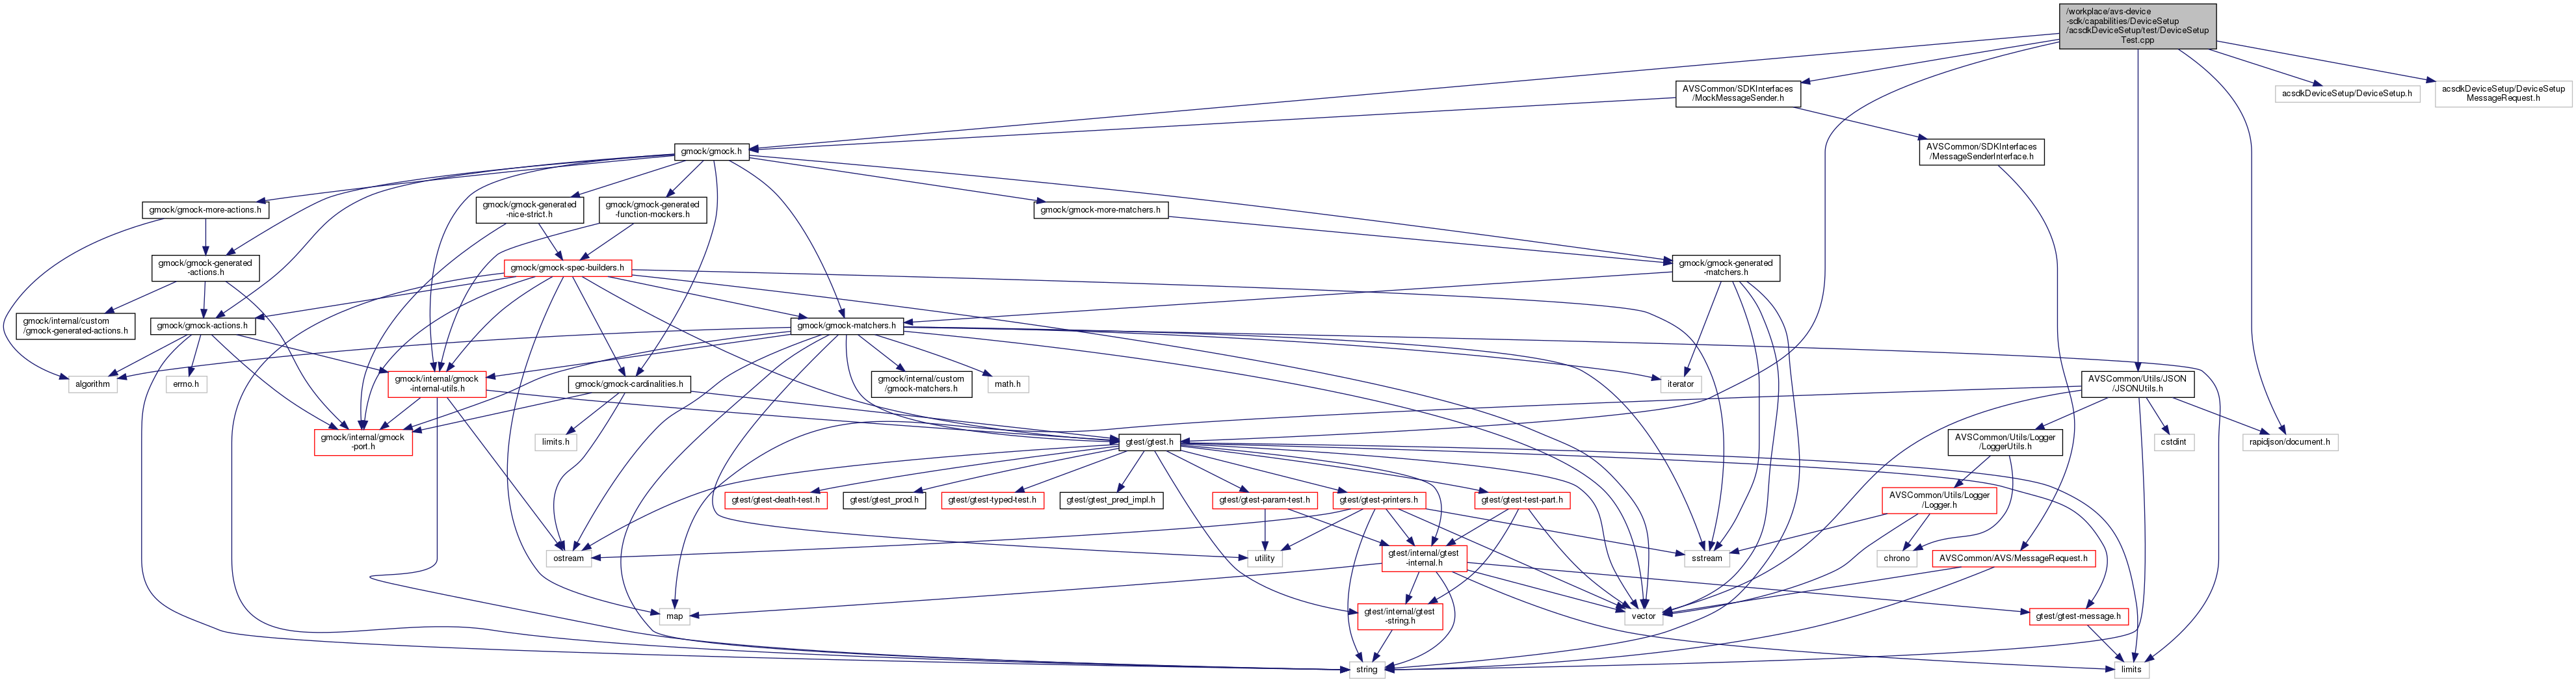 /workplace/avs-device
-sdk/capabilities/DeviceSetup
/acsdkDeviceSetup/test/DeviceSetup
Test.cpp
AVSCommon/SDKInterfaces
/MockMessageSender.h
acsdkDeviceSetup/DeviceSetup.h
acsdkDeviceSetup/DeviceSetup
MessageRequest.h
gmock/gmock.h
AVSCommon/SDKInterfaces
/MessageSenderInterface.h
gmock/gmock-more-actions.h
gmock/gmock-generated
-nice-strict.h
gmock/gmock-generated
-function-mockers.h
gmock/gmock-more-matchers.h
gmock/gmock-generated
-actions.h
gmock/gmock-spec-builders.h
gmock/gmock-generated
-matchers.h
gmock/internal/custom
/gmock-generated-actions.h
gmock/gmock-actions.h
gmock/gmock-matchers.h
algorithm
errno.h
gmock/internal/gmock
-internal-utils.h
gmock/gmock-cardinalities.h
gmock/internal/custom
/gmock-matchers.h
math.h
iterator
AVSCommon/Utils/JSON
/JSONUtils.h
gmock/internal/gmock
-port.h
limits.h
gtest/gtest.h
AVSCommon/Utils/Logger
/LoggerUtils.h
cstdint
rapidjson/document.h
gtest/gtest-death-test.h
gtest/gtest_prod.h
gtest/gtest-typed-test.h
gtest/gtest_pred_impl.h
gtest/gtest-param-test.h
gtest/gtest-printers.h
gtest/gtest-test-part.h
AVSCommon/Utils/Logger
/Logger.h
ostream
utility
gtest/internal/gtest
-internal.h
sstream
chrono
AVSCommon/AVS/MessageRequest.h
map
gtest/internal/gtest
-string.h
vector
gtest/gtest-message.h
string
limits